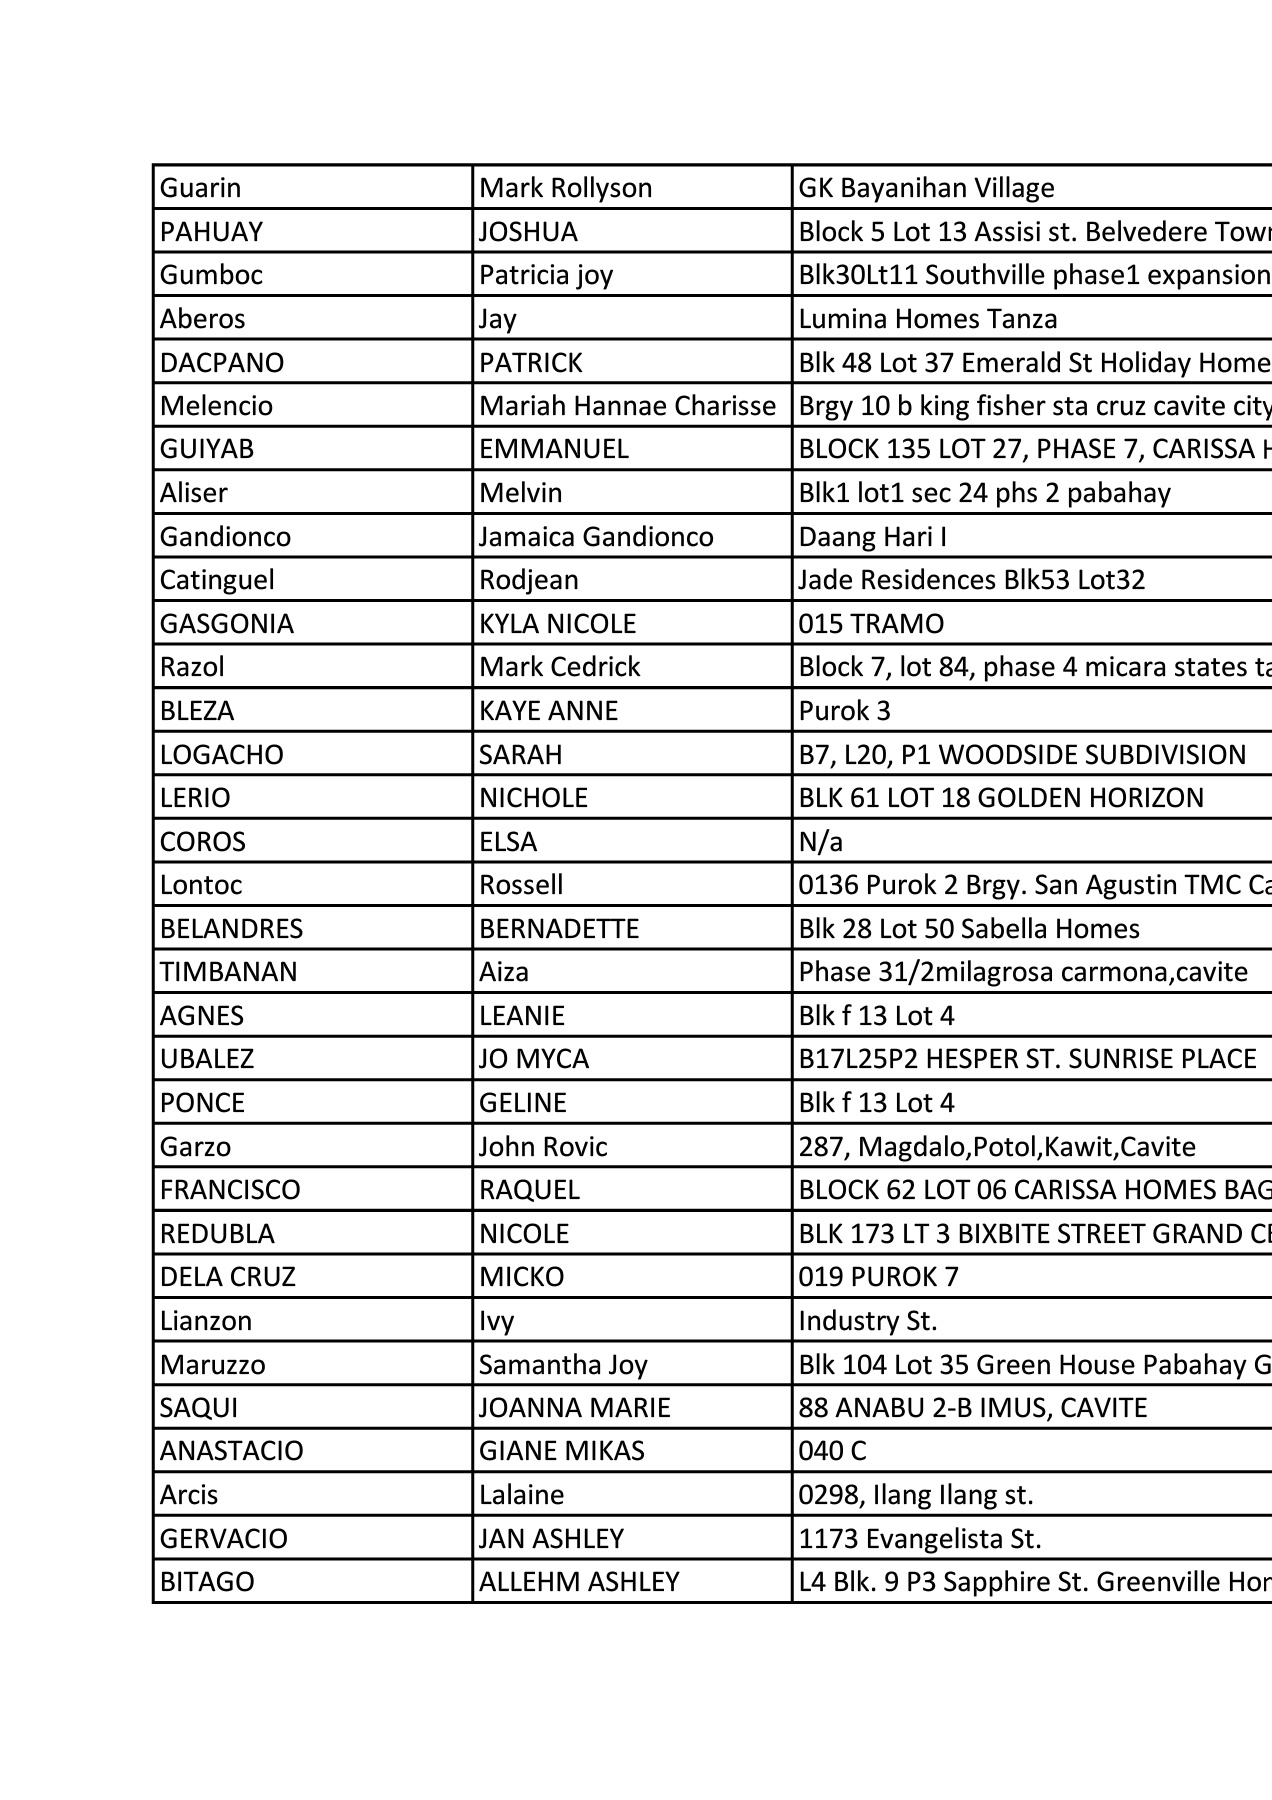 Guarin Mark Rollyson GK Bayanihan Village
PAHUAY JOSHUA Block 5 Lot 13 Assisi st. Belvedere Town
Gumboc Patricia joy Blk30Lt11 Southville phase1 expansion
Aberos Jay Lumina Homes Tanza
DACPANO PATRICK Blk 48 Lot 37 Emerald St Holiday Home
Melencio Mariah Hannae Charisse Brgy 10 b king fisher sta cruz cavite city
GUIYAB EMMANUEL BLOCK 135 LOT 27, PHASE 7, CARISSA H
Aliser Melvin Blk1 lot1 sec 24 phs 2 pabahay
Gandionco Jamaica Gandionco Daang Hari I
Catinguel Rodjean Jade Residences Blk53 Lot32
GASGONIA KYLA NICOLE 015 TRAMO
Razol Mark Cedrick Block 7, lot 84, phase 4 micara states ta
BLEZA KAYE ANNE Purok 3
LOGACHO SARAH B7, L20, P1 WOODSIDE SUBDIVISION
LERIO NICHOLE BLK 61 LOT 18 GOLDEN HORIZON
COROS ELSA N/a
Lontoc Rossell 0136 Purok 2 Brgy. San Agustin TMC Ca
BELANDRES BERNADETTE Blk 28 Lot 50 Sabella Homes
TIMBANAN Aiza Phase 31/2milagrosa carmona,cavite
AGNES LEANIE Blk f 13 Lot 4
UBALEZ JO MYCA B17L25P2 HESPER ST. SUNRISE PLACE
PONCE GELINE Blk f 13 Lot 4
Garzo John Rovic 287, Magdalo,Potol,Kawit,Cavite
FRANCISCO RAQUEL BLOCK 62 LOT 06 CARISSA HOMES BAG
REDUBLA NICOLE BLK 173 LT 3 BIXBITE STREET GRAND CE
DELA CRUZ MICKO 019 PUROK 7
Lianzon Ivy Industry St.
Maruzzo Samantha Joy Blk 104 Lot 35 Green House Pabahay G
SAQUI JOANNA MARIE 88 ANABU 2-B IMUS, CAVITE
ANASTACIO GIANE MIKAS 040 C
Arcis Lalaine 0298, Ilang Ilang st.
GERVACIO JAN ASHLEY 1173 Evangelista St.
BITAGO ALLEHM ASHLEY L4 Blk. 9 P3 Sapphire St. Greenville Hom